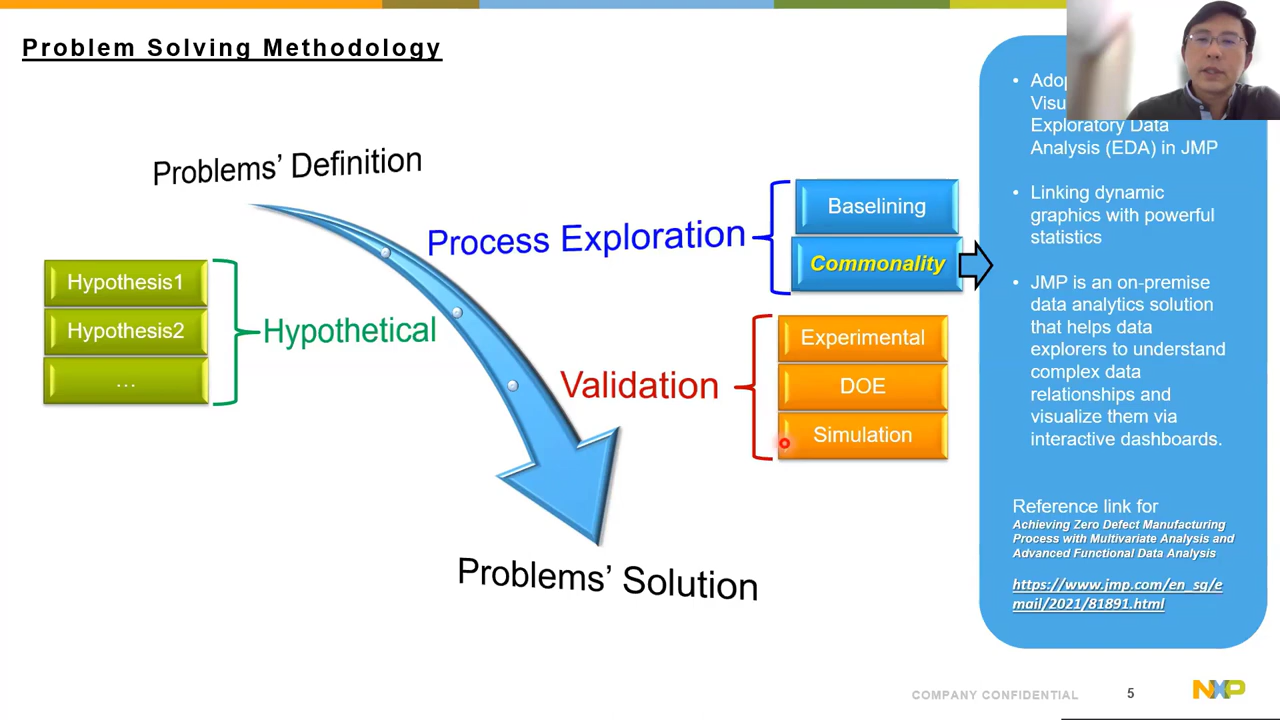 Problem Solving Methodology
Problems' Definition
Process Exploration
Baselining
Commonality
Hypothesis1
Hypothesis2
...
Hypothetical
Validation
Experimental
DOE
Simulation
Problems' Solution
Exploratory Data
Analysis (EDA) in JMP
• Linking dynamic
graphics with powerful
statistics
• JMP is an on-premise
data analytics solution
that helps data
explorers to understand
complex data
relationships and
visualize them via
interactive dashboards.
Reference link for
Achieving Zero Defect Manufacturing
Process with Multivariate Analysis and
Advanced Functional Data Analysis
https://www.jmp.com/en_sg/e
mail/2021/81891.html
COMPANY CONFIDENTIAL
5
NXP